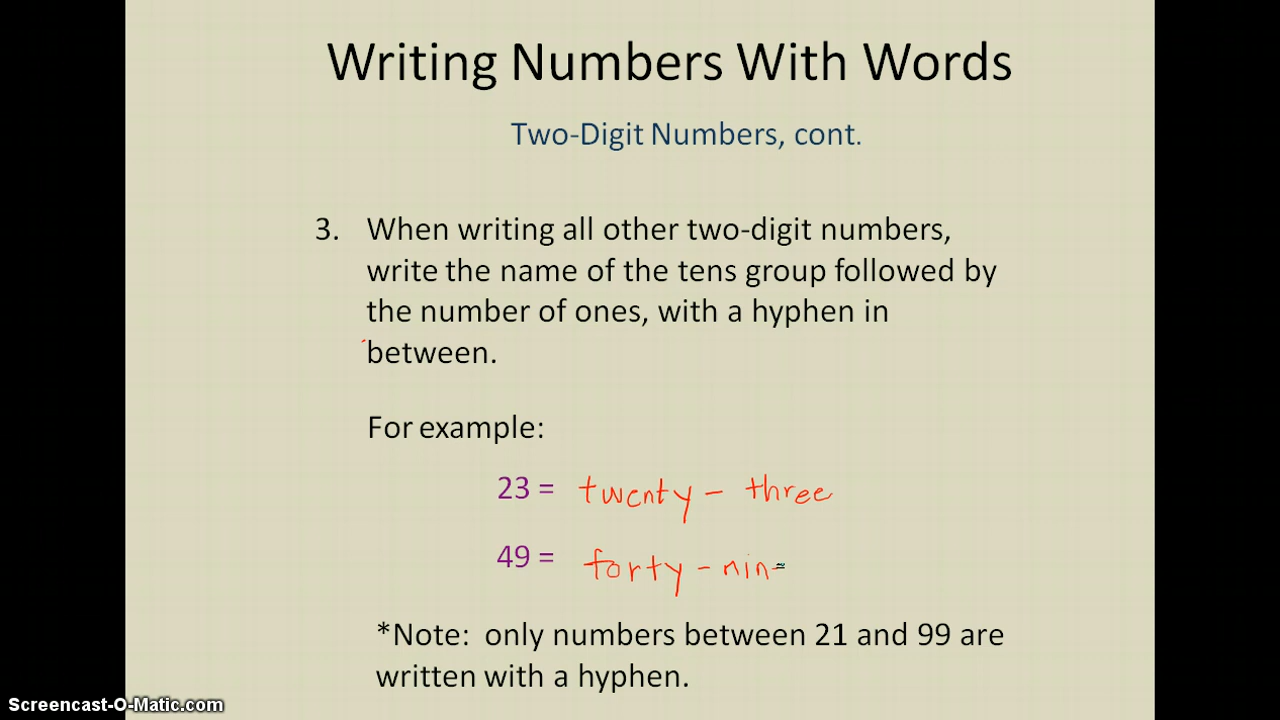 Writing Numbers With Words
Two-Digit Numbers, cont.
3. When writing all other two-digit numbers,
write the name of the tens group followed by
the number of ones, with a hyphen in
between.
For example:
23 = twenty - three
49 = forty - nin
*Note: only numbers between 21 and 99 are
written with a hyphen.
Screencast-O-Matic.com